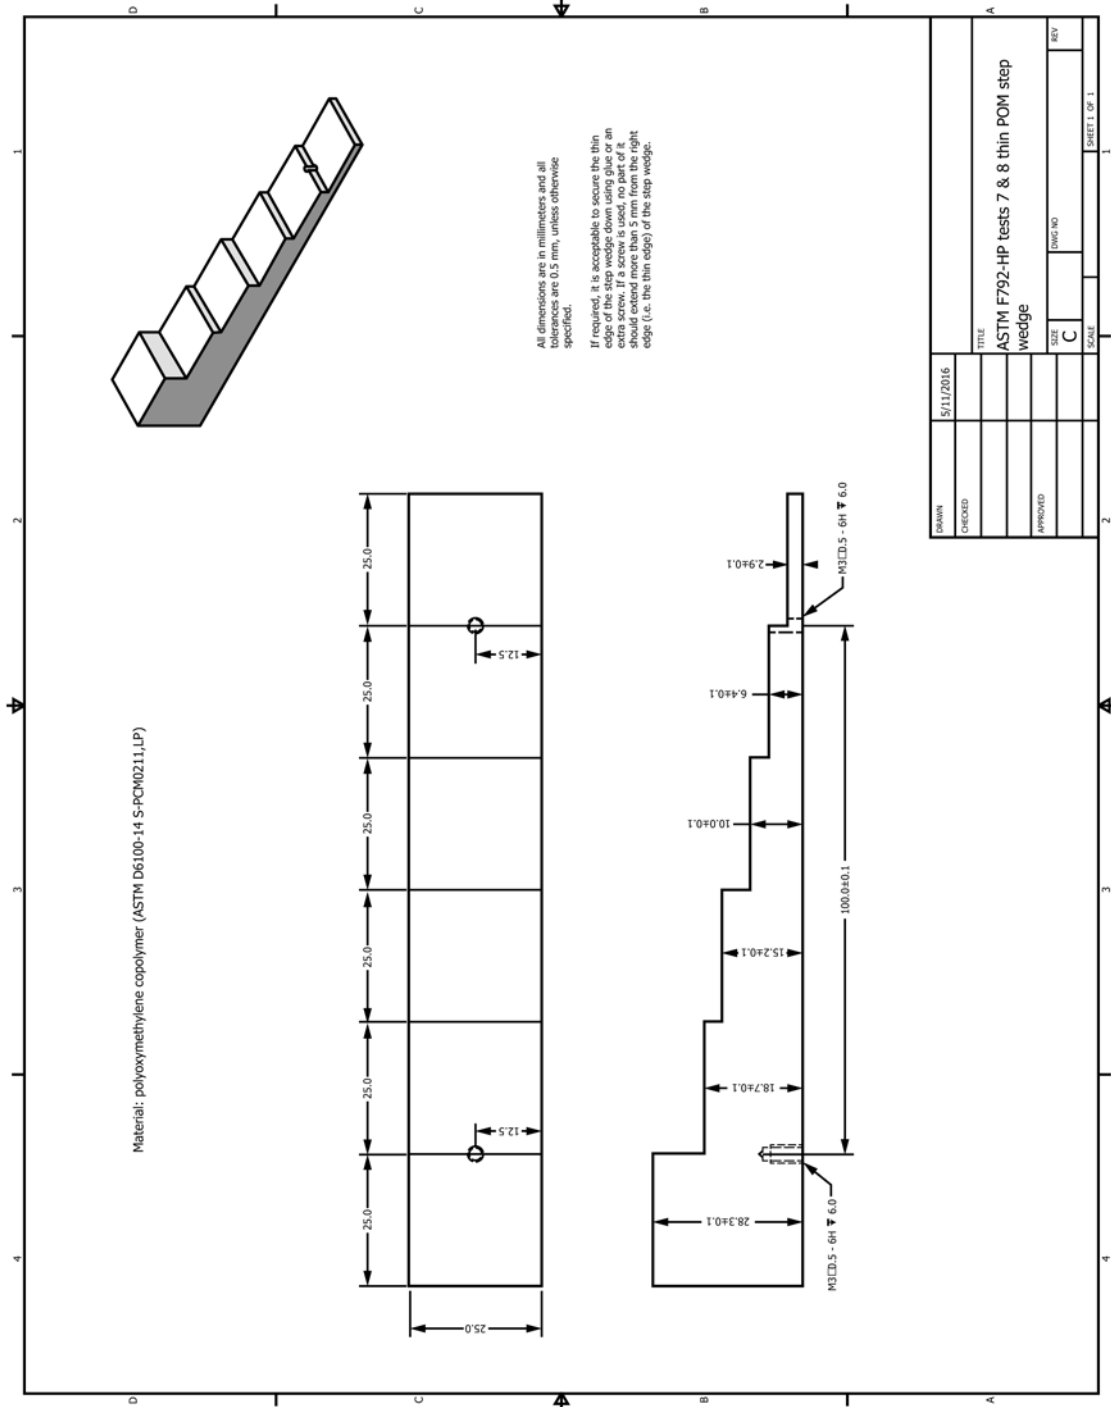 Material: polyoxymethylene copolymer (ASTM D6100-14 S-PCM0211,LP)
25.0
25.0
25.0
25.0
25.0
25.0
25.0
12.5
12.5
28.3±0.1
18.7±0.1
15.2±0.1
10.0±0.1
6.4±0.1
2.9±0.1
100.0±0.1
M3□0.5 - 6H ↧ 6.0
M3□0.5 - 6H ↧ 6.0
All dimensions are in millimeters and all
tolerances are 0.5 mm, unless otherwise
specified.
If required, it is acceptable to secure the thin
edge of the step wedge down using glue or an
extra screw. If a screw is used, no part of it
should extend more than 5 mm from the right
edge (i.e. the thin edge) of the step wedge.
DRAWN
5/11/2016
CHECKED
APPROVED
TITLE
ASTM F792-HP tests 7 & 8 thin POM step
wedge
SIZE
C
DWG NO
REV
SCALE
SHEET 1 OF 1
4
3
2
1
4
3
2
1
D
C
B
A
D
C
B
A